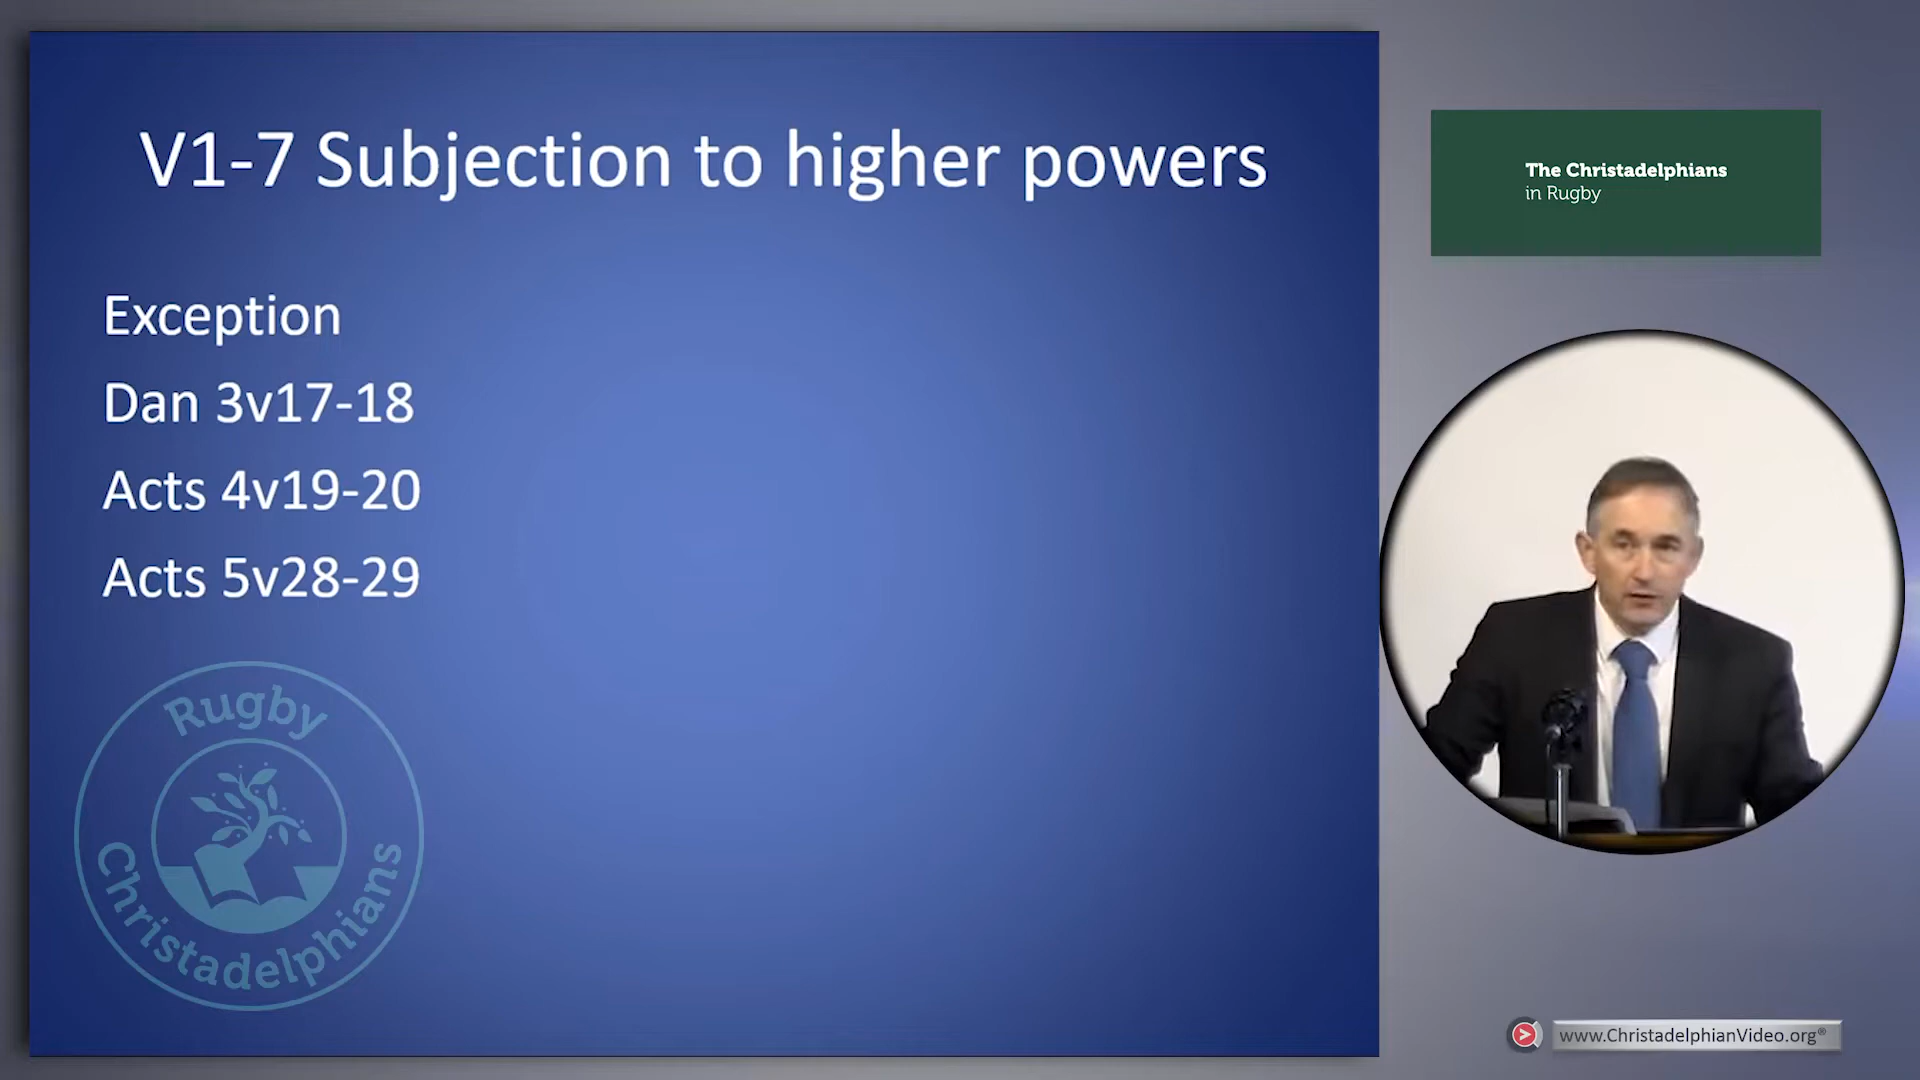 V1-7 Subjection to higher powers
Exception
Dan 3v17-18
Acts 4v19-20
Acts 5v28-29
Rugby
Christadelphians
The Christadelphians
in Rugby
www.ChristadelphianVideo.org®